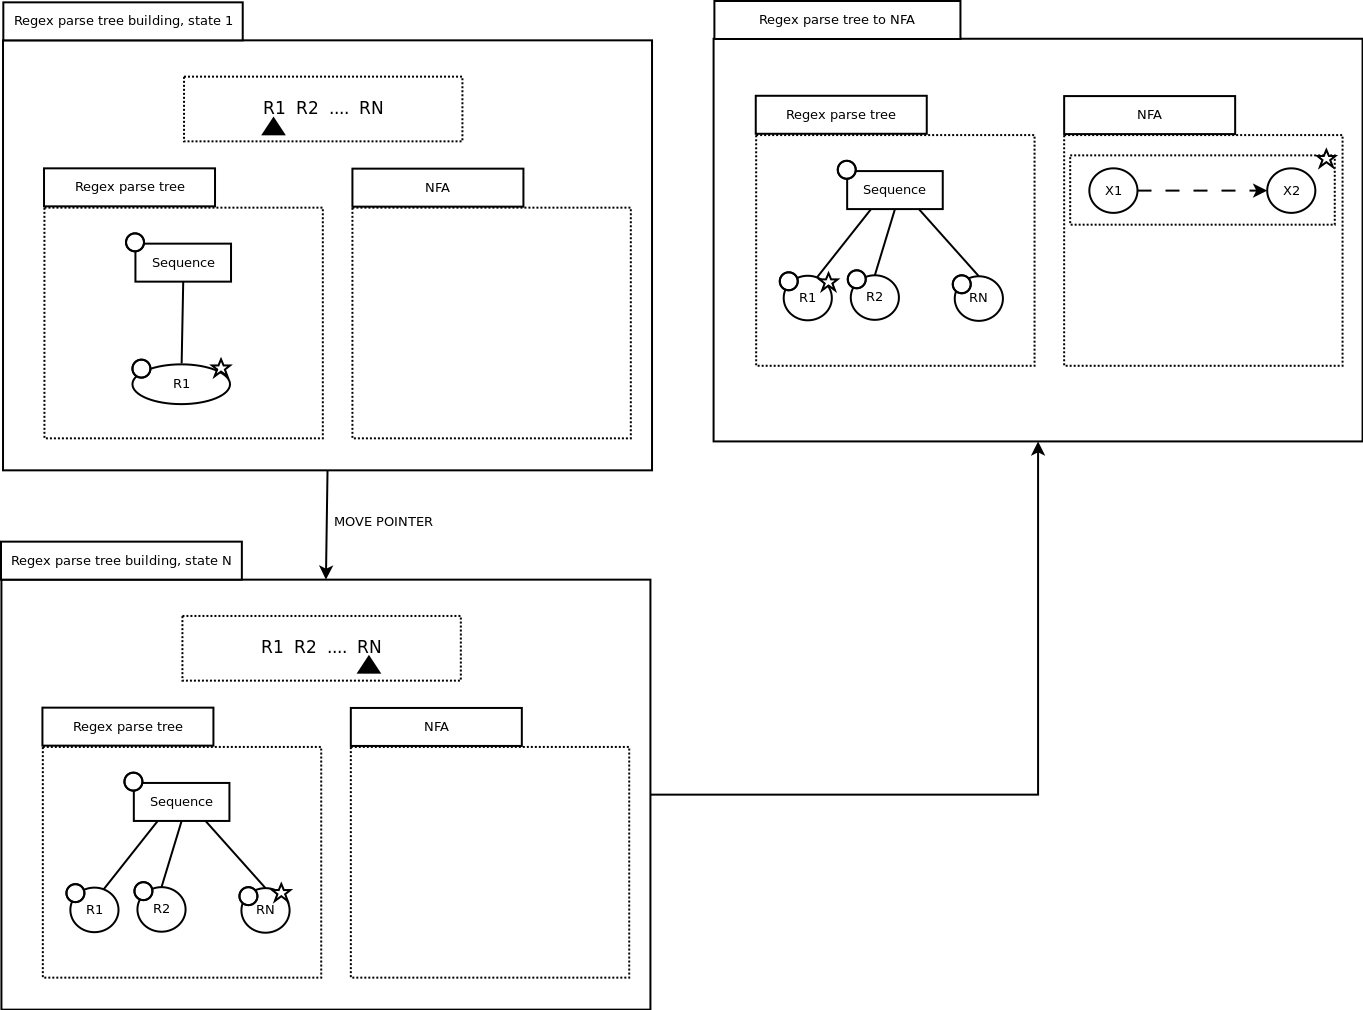 Regex parse tree building, state 1
R1 R2 .... RN
Regex parse tree
NFA
Sequence
R1
MOVE POINTER
Regex parse tree building, state N
R1 R2 .... RN
Regex parse tree
NFA
Sequence
R1
R2
RN
Regex parse tree to NFA
Regex parse tree
NFA
Sequence
R1
R2
RN
X1
X2